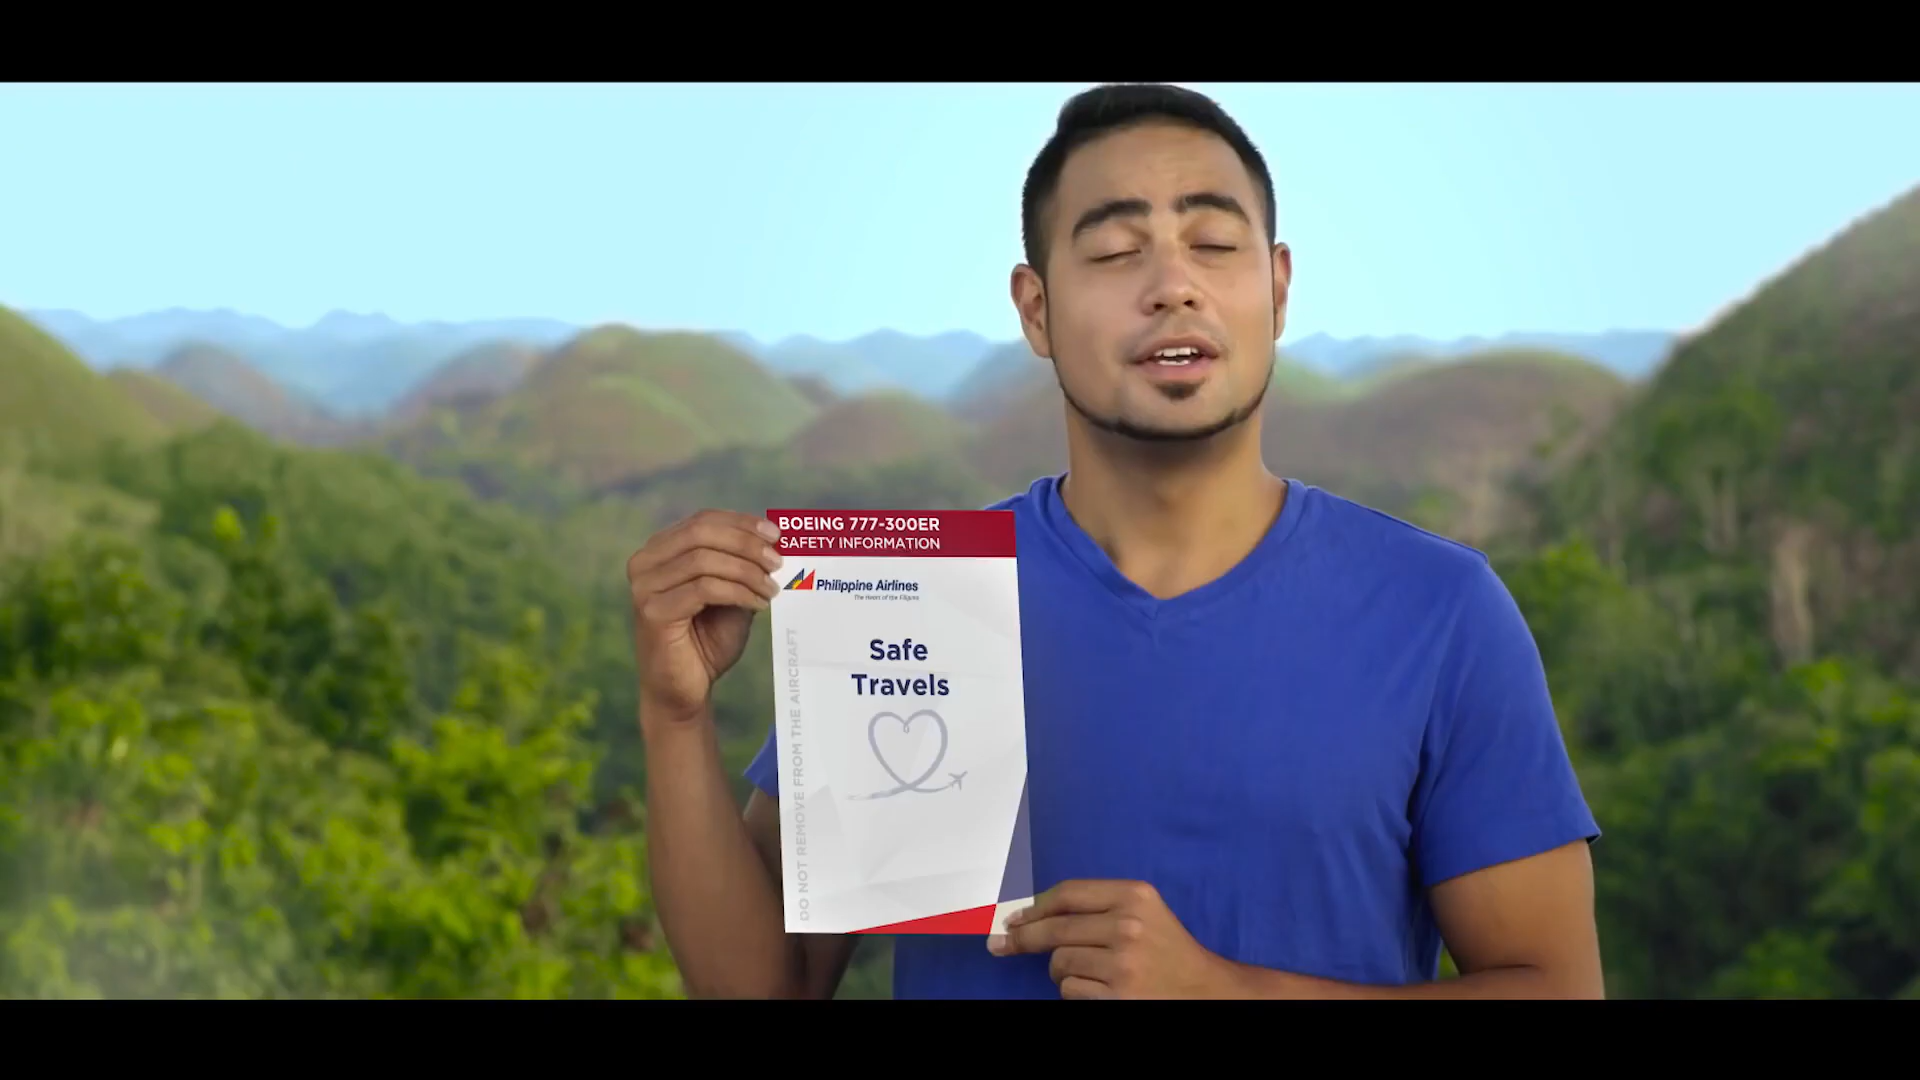 BOEING 777-300ER
SAFETY INFORMATION
Philippine Airlines
The Heart of the Filipino
Safe
Travels
DO NOT REMOVE FROM THE AIRCRAFT